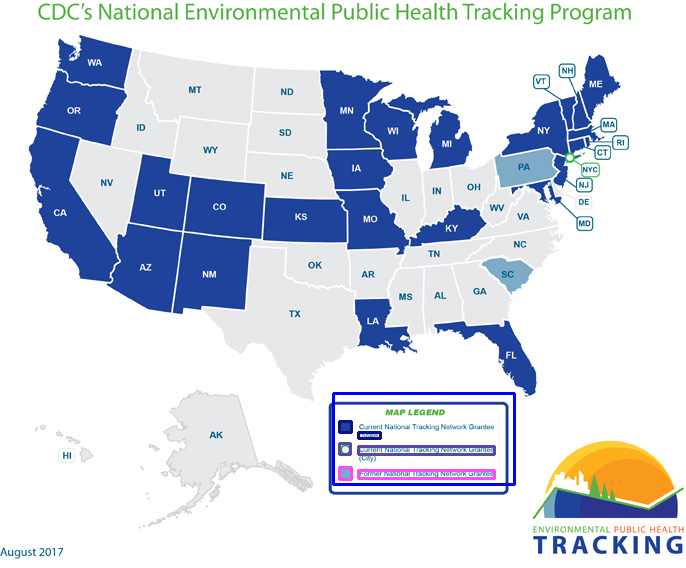 CDC's National Environmental Public Health Tracking Program
WA
MT
ND
MN
OR
ID
SD
WI
MI
WY
NY
VT
NH
ME
MA
RI
CT
NYC
NJ
DE
MD
PA
NV
UT
CO
NE
IA
IL
IN
OH
WV
VA
CA
KS
MO
KY
AZ
NM
OK
AR
TN
NC
SC
TX
LA
MS
AL
GA
FL
AK
HI
MAP LEGEND
Current National Tracking Network Grantee
Current National Tracking Network Grantee
(City)
Former National Tracking Network Grantee
ENVIRONMENTAL PUBLIC HEALTH
TRACKING
August 2017